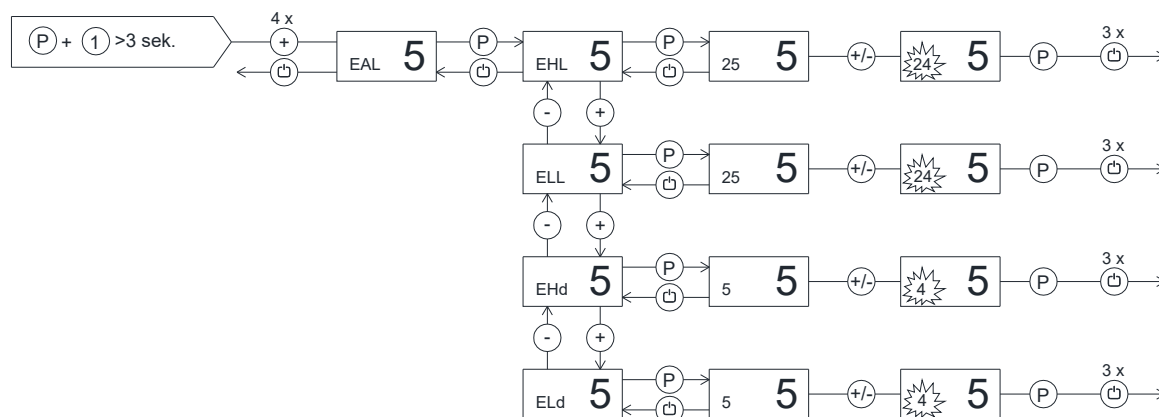 4 x
P + 1 >3 sek. + EAL 5 P EHL 5 P 25 5 +/- 24 5 P 3 x
- +
ELL 5 P 25 5 +/- 24 5 P 3 x
- +
EHd 5 P 5 5 +/- 4 5 P 3 x
- +
ELd 5 P 5 5 +/- 4 5 P 3 x